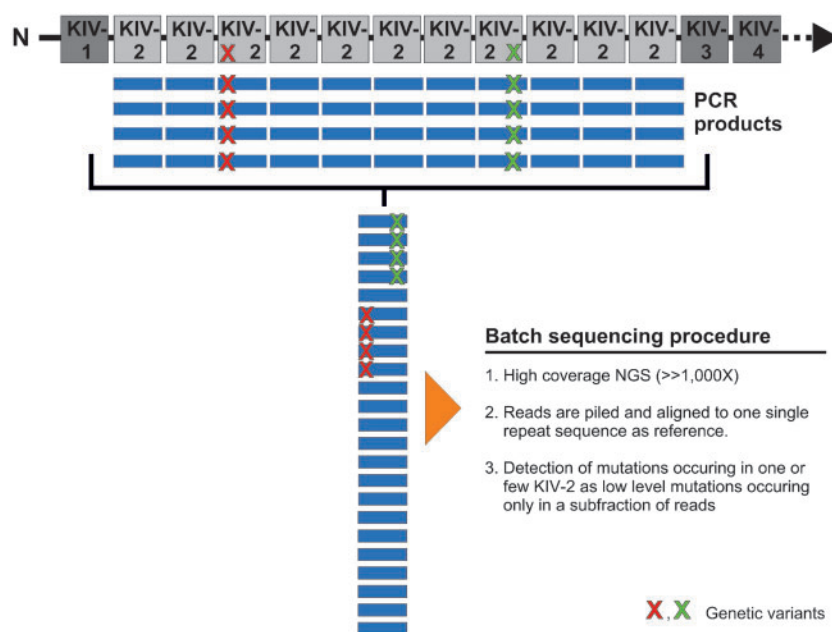 N KIV-1 KIV-2 KIV-2 KIV-2 KIV-2 KIV-2 KIV-2 KIV-2 KIV-2 KIV-2 KIV-2 KIV-2 KIV-3 KIV-4
X X
X X
X X
X X
X X
PCR
products
X
X
X
X
X
X
X
X
Batch sequencing procedure
1. High coverage NGS (>>1,000X)
2. Reads are piled and aligned to one single
repeat sequence as reference.
3. Detection of mutations occuring in one or
few KIV-2 as low level mutations occuring
only in a subfraction of reads
X , X Genetic variants